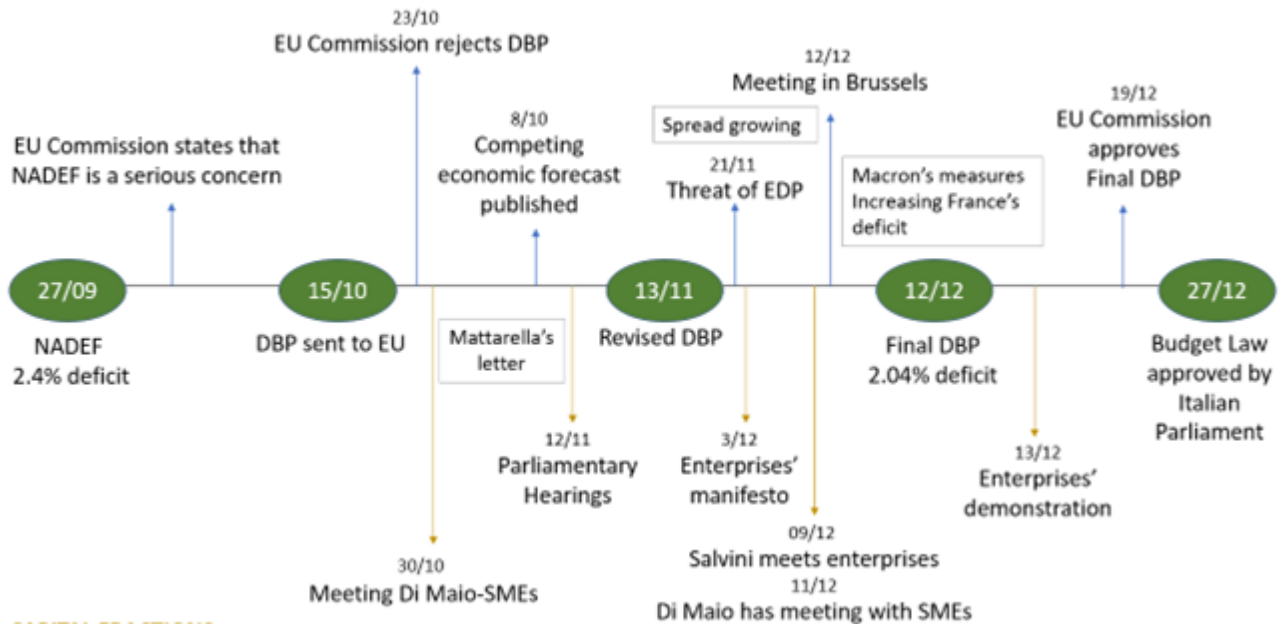 23/10
EU Commission rejects DBP
12/12
Meeting in Brussels
19/12
EU Commission
approves
Final DBP
8/10
Competing
economic forecast
published
Spread growing
21/11
Threat of EDP
EU Commission states that
NADEF is a serious concern
Macron's measures
Increasing France's
deficit
27/09
15/10
13/11
12/12
27/12
NADEF
2.4% deficit
DBP sent to EU
Mattarella's
letter
Revised DBP
Final DBP
2.04% deficit
Budget Law
approved by
Italian
Parliament
12/11
Parliamentary
Hearings
3/12
Enterprises'
manifesto
13/12
Enterprises'
demonstration
30/10
Meeting Di Maio-SMEs
09/12
Salvini meets enterprises
11/12
Di Maio has meeting with SMEs